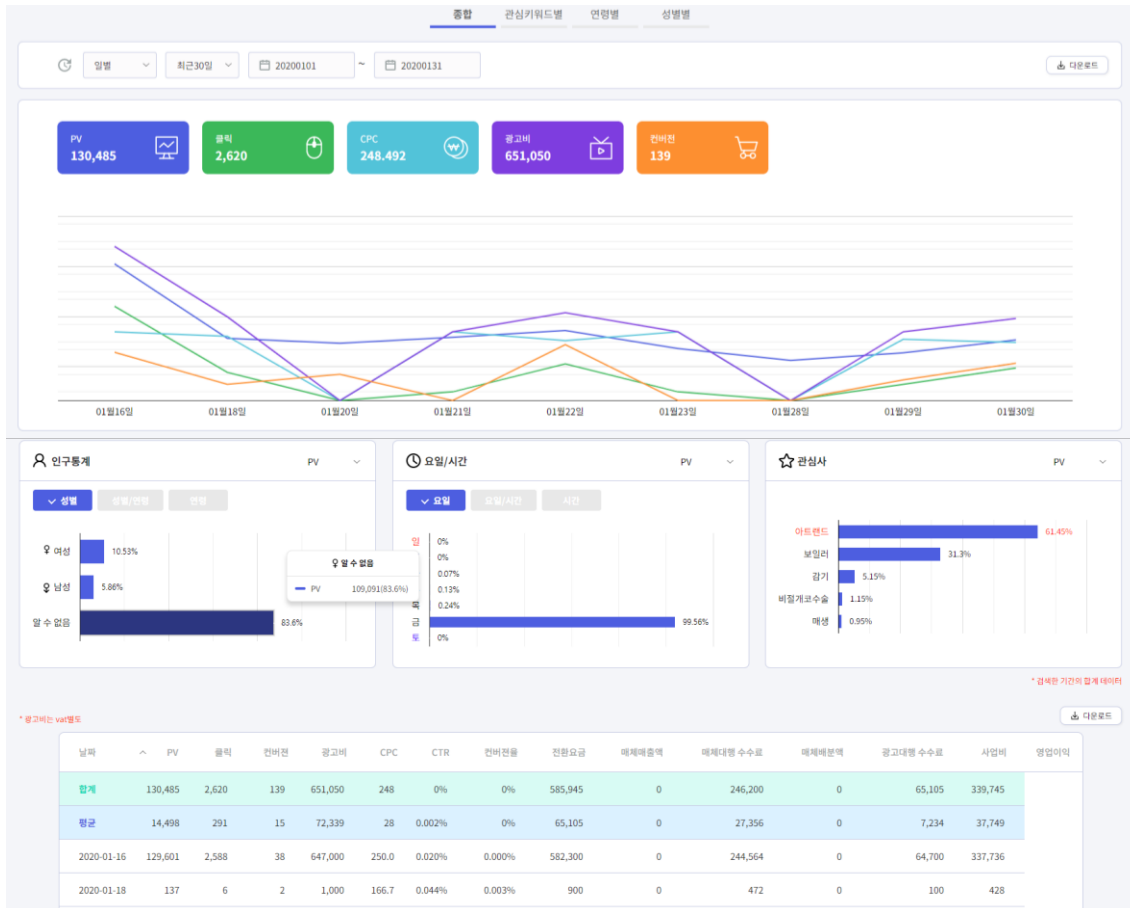 종합 관심키워드별 연령별 성별별
일별 최근30일 20200101 ~ 20200131 다운로드
PV 클릭 CPC 광고비 컨버전
130,485 2,620 248.492 651,050 139
01월16일 01월18일 01월20일 01월21일 01월22일 01월23일 01월28일 01월29일 01월30일
인구통계 PV
성별 성별/연령 연령
여성 10.53%
남성 5.86%
알 수 없음 83.6%
알 수 없음
PV 109,091(83.6%)
요일/시간 PV
요일 요일/시간 시간
일 0%
0%
0.07%
0.13%
목 0.24%
금 99.56%
토 0%
관심사 PV
아트랜드 61.45%
보일러 31.3%
감기 5.15%
비절개코수술 1.15%
매생 0.95%
* 검색한 기간의 합계 데이터
* 광고비는 vat별도
다운로드
날짜 PV 클릭 컨버젼 광고비 CPC CTR 컨버젼율 전환요금 매체매출액 매체대행 수수료 매체배분액 광고대행 수수료 사업비 영업이익
합계 130,485 2,620 139 651,050 248 0% 0% 585,945 0 246,200 0 65,105 339,745
평균 14,498 291 15 72,339 28 0.002% 0% 65,105 0 27,356 0 7,234 37,749
2020-01-16 129,601 2,588 38 647,000 250.0 0.020% 0.000% 582,300 0 244,564 0 64,700 337,736
2020-01-18 137 6 2 1,000 166.7 0.044% 0.003% 900 0 472 0 100 428